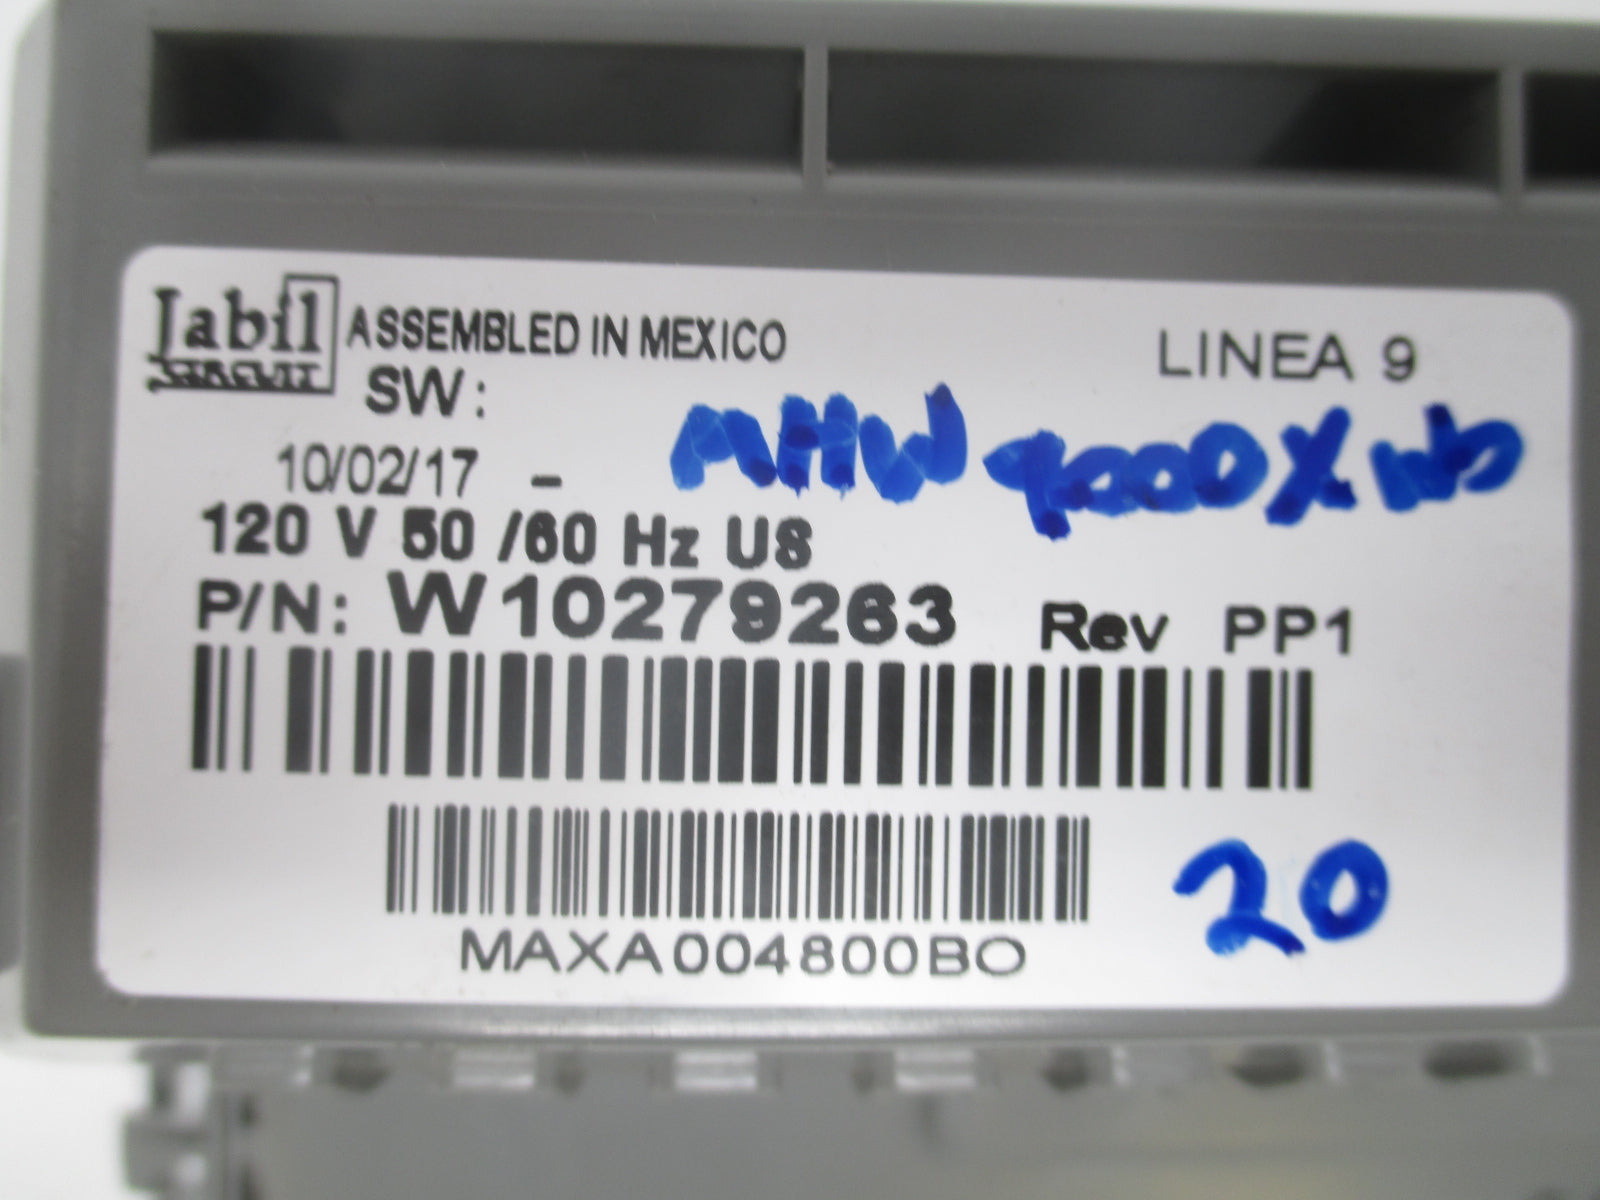 Jabil ASSEMBLED IN MEXICO LINEA 9
CIRCUIT
SW:
MHW 9000X
10/02/17 -
120 V 50 /60 Hz US
P/N: W10279263 Rev PP1
MAXA004800BO
20